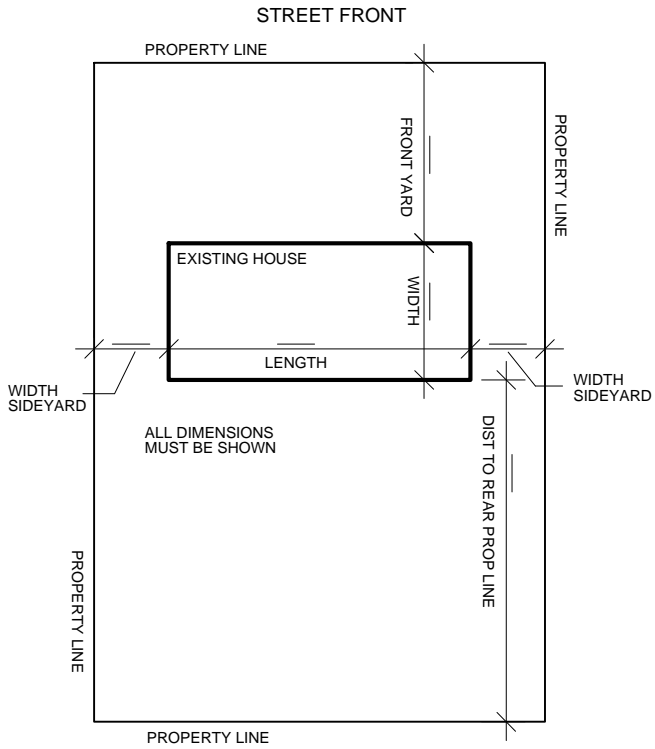 STREET FRONT
PROPERTY LINE
FRONT YARD
PROPERTY LINE
EXISTING HOUSE
WIDTH
LENGTH
WIDTH
SIDEYARD
WIDTH
SIDEYARD
ALL DIMENSIONS
MUST BE SHOWN
DIST TO REAR PROP LINE
PROPERTY LINE
PROPERTY LINE